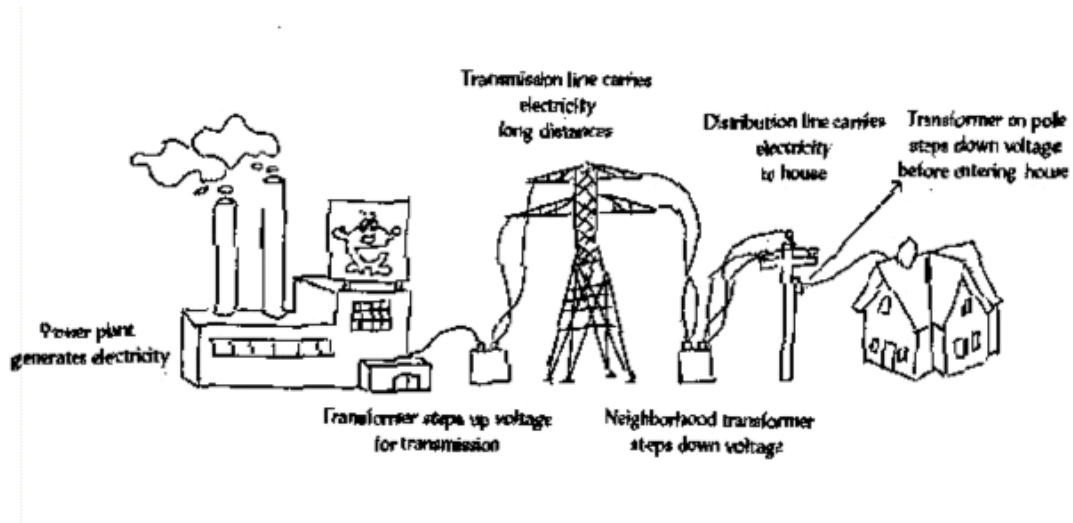 Transmission line carries
electricity
long distances
Distribution line carries
electricity
to house
Transformer on pole
steps down voltage
before entering house
Power plant
generates electricity
Transformer steps up voltage
for transmission
Neighborhood transformer
steps down voltage